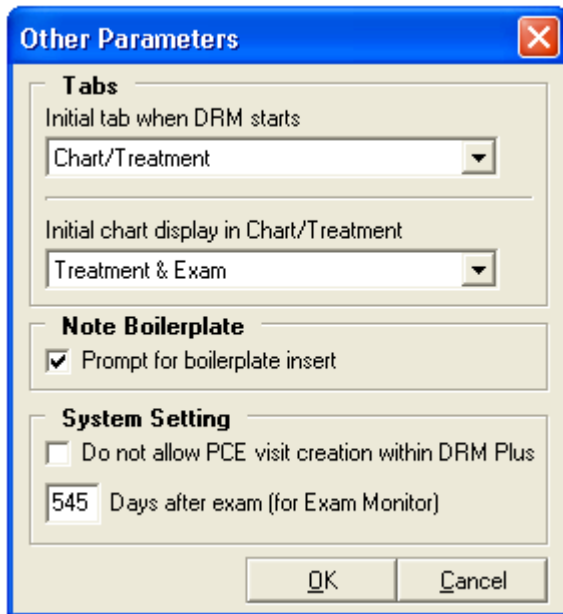 Other Parameters
Tabs
Initial tab when DRM starts
Chart/Treatment
Initial chart display in Chart/Treatment
Treatment & Exam
Note Boilerplate
Prompt for boilerplate insert
System Setting
Do not allow PCE visit creation within DRM Plus
545 Days after exam (for Exam Monitor)
OK Cancel